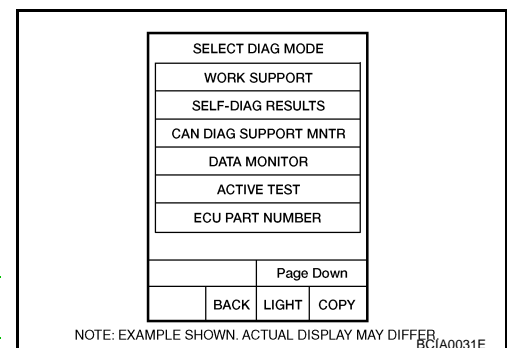 SELECT DIAG MODE
WORK SUPPORT
SELF-DIAG RESULTS
CAN DIAG SUPPORT MNTR
DATA MONITOR
ACTIVE TEST
ECU PART NUMBER
Page Down
BACK LIGHT COPY
NOTE: EXAMPLE SHOWN. ACTUAL DISPLAY MAY DIFFER.
BCIA0031E